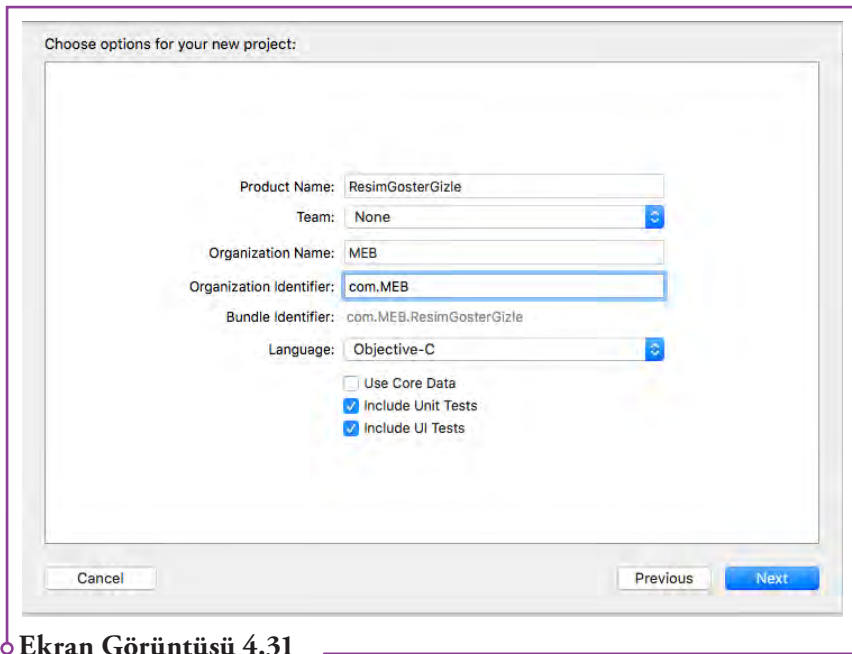 Choose options for your new project:
Product Name: ResimGosterGizle
Team: None
Organization Name: MEB
Organization Identifier: com.MEB
Bundle Identifier: com.MEB.ResimGosterGizle
Language: Objective-C
Use Core Data
Include Unit Tests
Include UI Tests
Cancel Previous Next
Ekran Görüntüsü 4.31